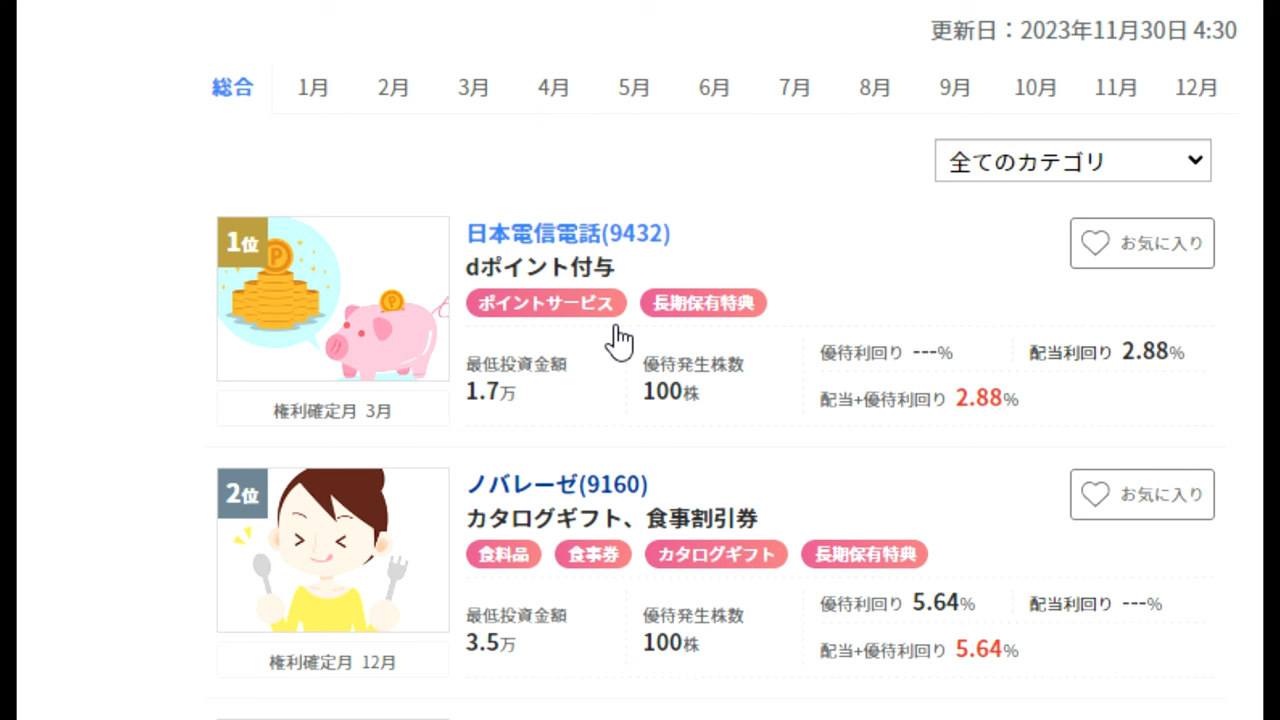 更新日：2023年11月30日 4:30
総合 1月 2月 3月 4月 5月 6月 7月 8月 9月 10月 11月 12月
全てのカテゴリ
1位
P
P
日本電信電話(9432)
お気に入り
dポイント付与
ポイントサービス 長期保有特典
最低投資金額 優待発生株数 優待利回り ---% 配当利回り 2.88%
1.7万 100株 配当+優待利回り 2.88%
権利確定月 3月
2位
ノバレーゼ(9160)
お気に入り
カタログギフト、食事割引券
食料品 食事券 カタログギフト 長期保有特典
最低投資金額 優待発生株数 優待利回り 5.64% 配当利回り ---%
3.5万 100株 配当+優待利回り 5.64%
権利確定月 12月